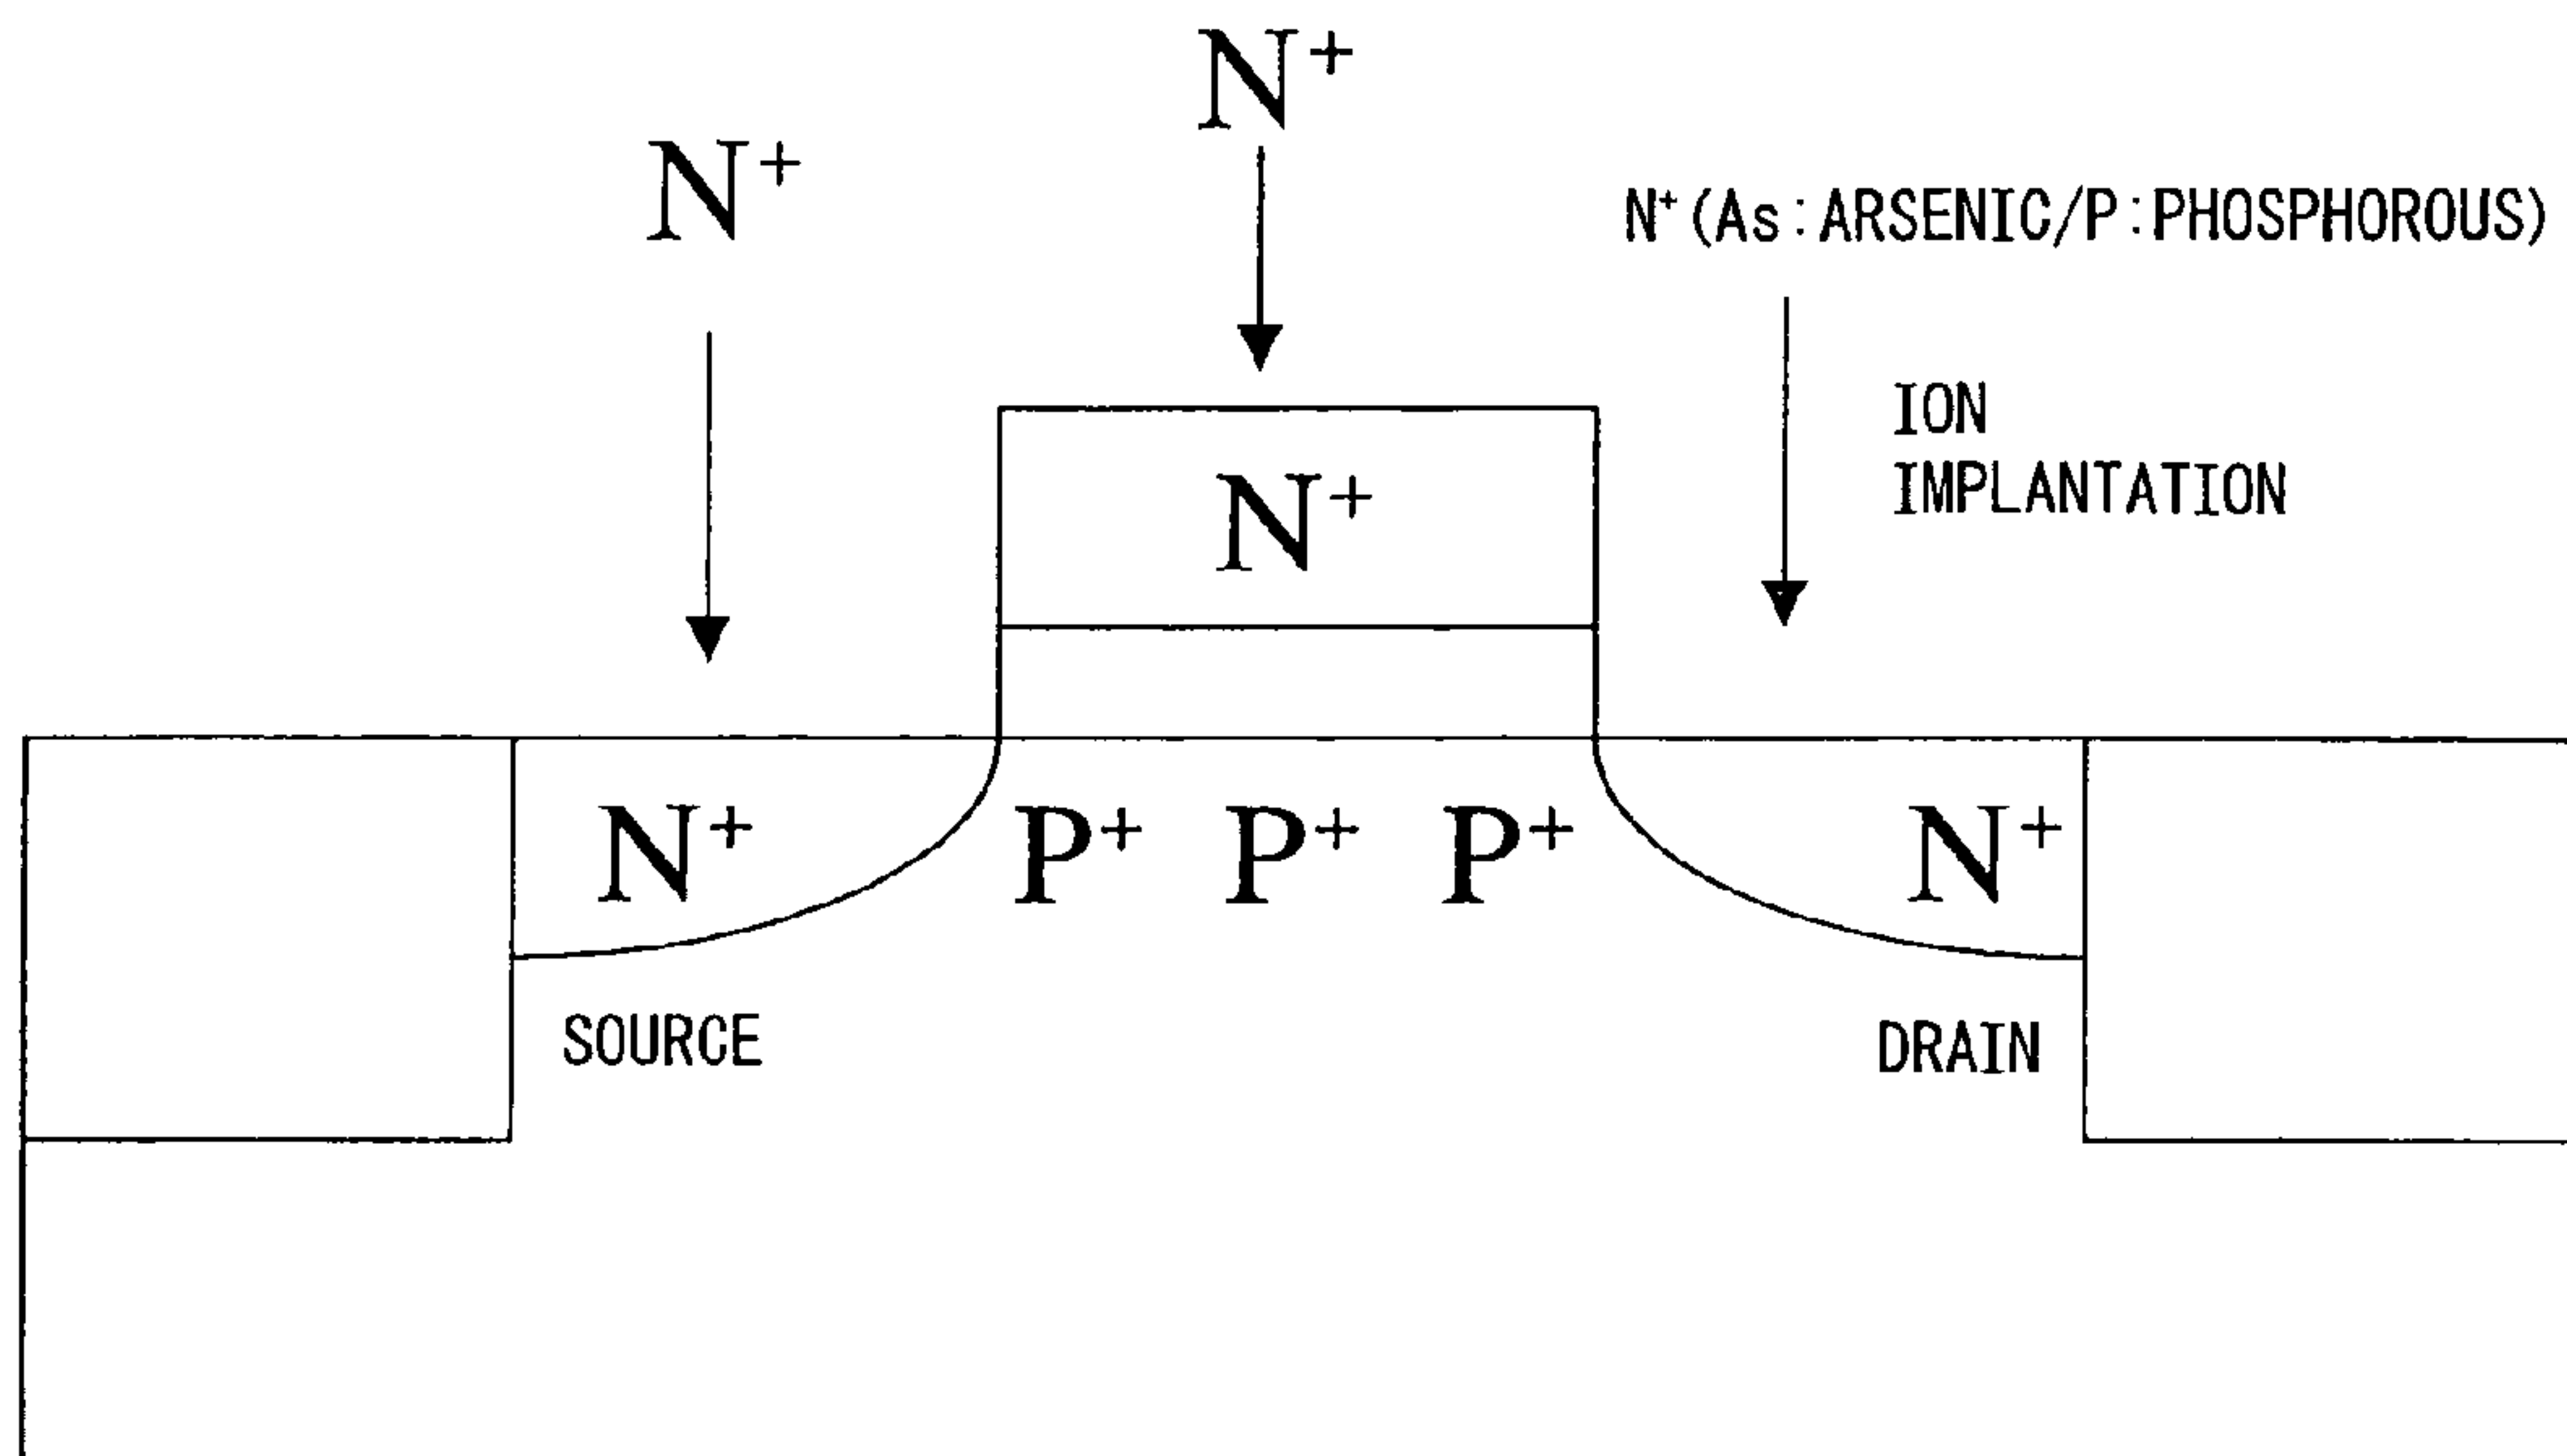 N⁺
N⁺
N⁺(As:ARSENIC/P:PHOSPHOROUS)
ION
IMPLANTATION
N⁺
N⁺ P⁺ P⁺ P⁺ N⁺
SOURCE DRAIN